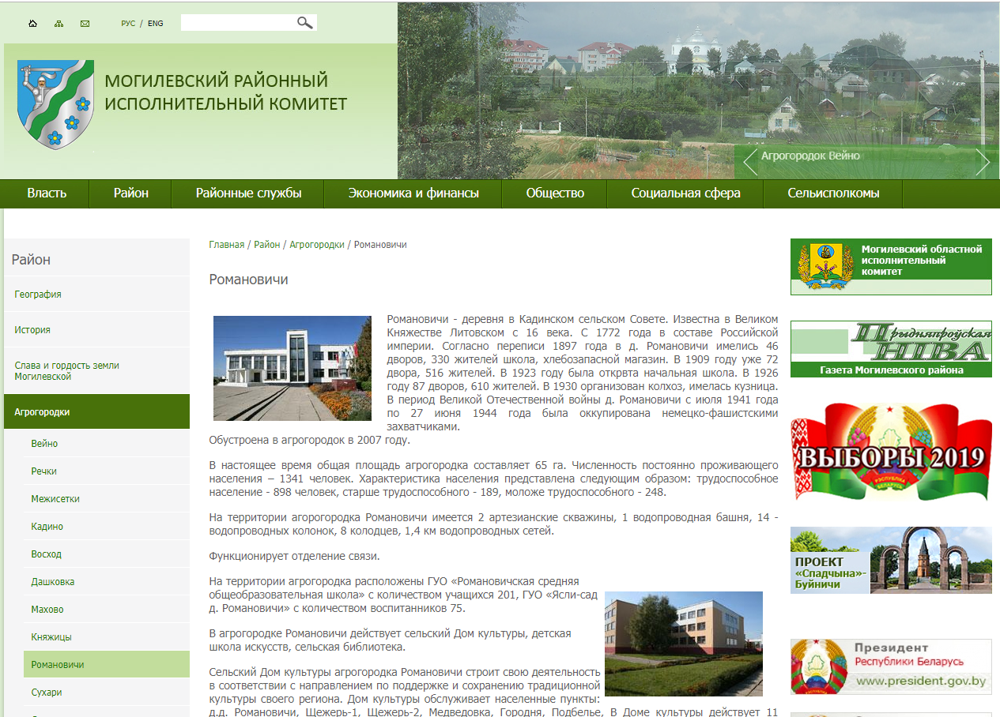 РУС / ENG
МОГИЛЕВСКИЙ РАЙОННЫЙ
ИСПОЛНИТЕЛЬНЫЙ КОМИТЕТ
Агрогородок Вейно
Власть
Район
Районные службы
Экономика и финансы
Общество
Социальная сфера
Сельисполкомы
Район
География
История
Слава и гордость земли
Могилевской
Агрогородки
Вейно
Речки
Межисетки
Кадино
Восход
Дашковка
Махово
Княжицы
Романовичи
Сухари
Главная / Район / Агрогородки / Романовичи
Романовичи
Романовичи - деревня в Кадинском сельском Совете. Известна в Великом
Княжестве Литовском с 16 века. С 1772 года в составе Российской
империи. Согласно переписи 1897 года в д. Романовичи имелись 46
дворов, 330 жителей школа, хлебозапасной магазин. В 1909 году уже 72
двора, 516 жителей. В 1923 году была открвта начальная школа. В 1926
году 87 дворов, 610 жителей. В 1930 организован колхоз, имелась кузница.
В период Великой Отечественной войны д. Романовичи с июля 1941 года
по 27 июня 1944 года была оккупирована немецко-фашистскими
захватчиками.
Обустроена в агрогородок в 2007 году.
В настоящее время общая площадь агрогородка составляет 65 га. Численность постоянно проживающего
населения – 1341 человек. Характеристика населения представлена следующим образом: трудоспособное
население - 898 человек, старше трудоспособного - 189, моложе трудоспособного - 248.
На территории агорогородка Романовичи имеется 2 артезианские скважины, 1 водопроводная башня, 14 -
водопроводных колонок, 8 колодцев, 1,4 км водопроводных сетей.
Функционирует отделение связи.
На территории агрогородка расположены ГУО «Романовичская средняя
общеобразовательная школа» с количеством учащихся 201, ГУО «Ясли-сад
д. Романовичи» с количеством воспитанников 75.
В агрогородке Романовичи действует сельский Дом культуры, детская
школа искусств, сельская библиотека.
Сельский Дом культуры агрогородка Романовичи строит свою деятельность
в соответствии с направлением по поддержке и сохранению традиционной
культуры своего региона. Дом культуры обслуживает населенные пункты:
д.д. Романовичи, Щежерь-1, Щежерь-2, Медведовка, Городня, Подбелье, В Доме культуры действует 11
Могилевский областной
исполнительный
комитет
Прыдняпроўская
НІВА
Газета Могилевского района
ВЫБОРЫ 2019
РЭСПУБЛІКА
БЕЛАРУСЬ
ПРОЕКТ
«Спадчына»-
Буйничи
Президент
Республики Беларусь
www.president.gov.by